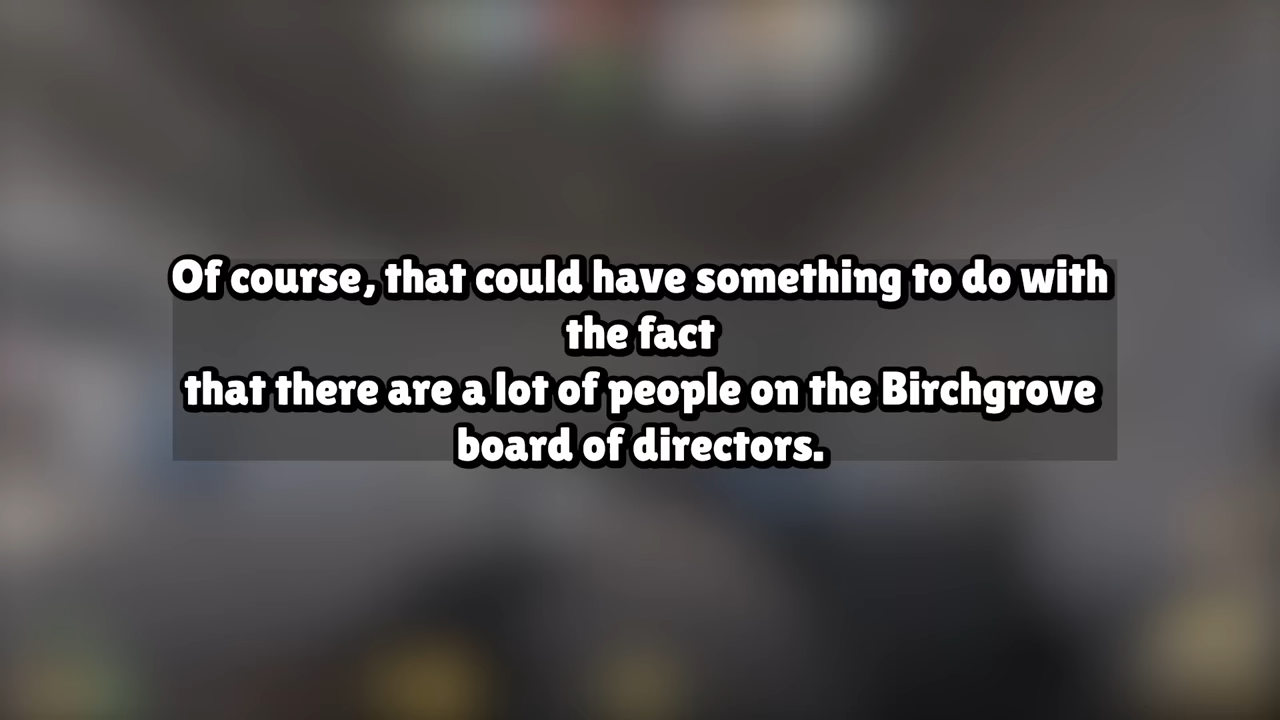 Of course, that could have something to do with
the fact
that there are a lot of people on the Birchgrove
board of directors.